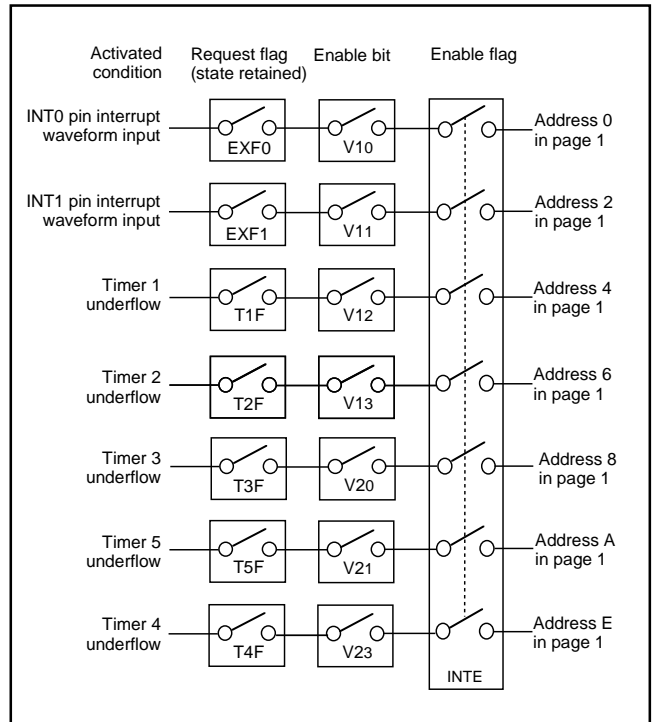 Activated
condition
Request flag
(state retained)
Enable bit
Enable flag
INT0 pin interrupt
waveform input
EXF0
V10
Address 0
in page 1
INT1 pin interrupt
waveform input
EXF1
V11
Address 2
in page 1
Timer 1
underflow
T1F
V12
Address 4
in page 1
Timer 2
underflow
T2F
V13
Address 6
in page 1
Timer 3
underflow
T3F
V20
Address 8
in page 1
Timer 5
underflow
T5F
V21
Address A
in page 1
Timer 4
underflow
T4F
V23
Address E
in page 1
INTE